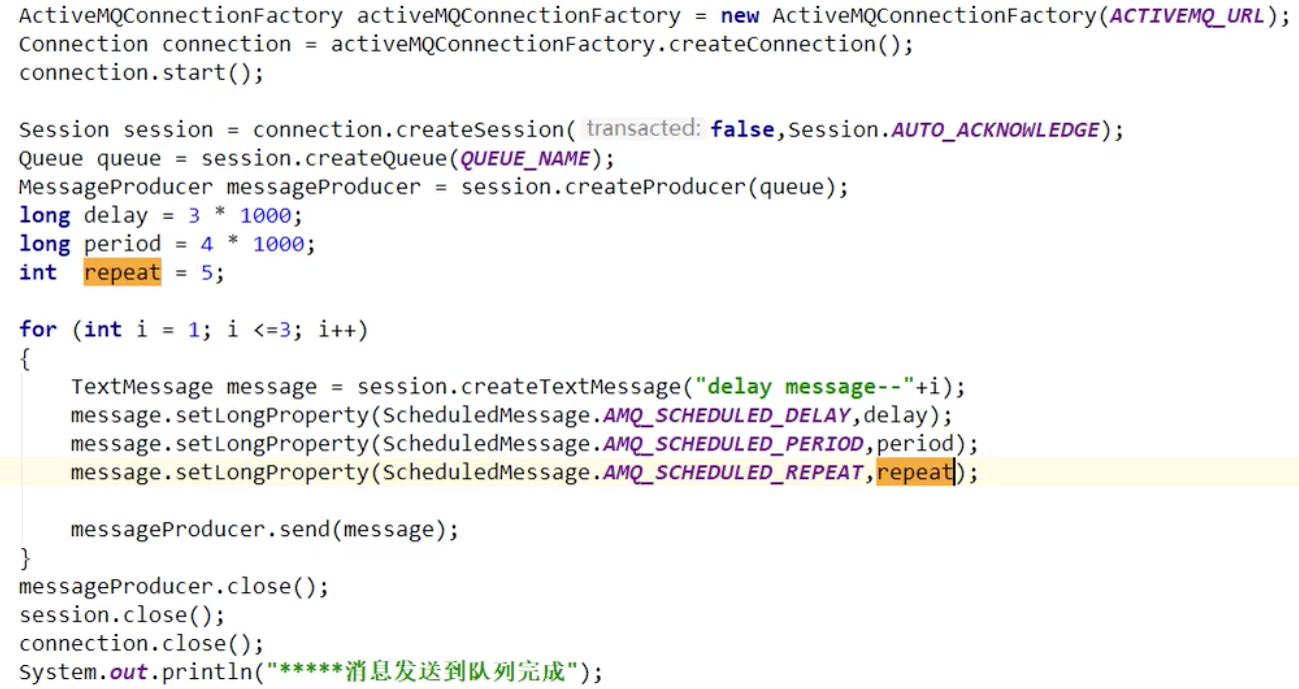 ActiveMQConnectionFactory activeMQConnectionFactory = new ActiveMQConnectionFactory(ACTIVEMQ_URL);
Connection connection = activeMQConnectionFactory.createConnection();
connection.start();
Session session = connection.createSession( transacted: false,Session.AUTO_ACKNOWLEDGE);
Queue queue = session.createQueue(QUEUE_NAME);
MessageProducer messageProducer = session.createProducer(queue);
long delay = 3 * 1000;
long period = 4 * 1000;
int  repeat = 5;
for (int i = 1; i <=3; i++)
{
    TextMessage message = session.createTextMessage("delay message--"+i);
    message.setLongProperty(ScheduledMessage.AMQ_SCHEDULED_DELAY,delay);
    message.setLongProperty(ScheduledMessage.AMQ_SCHEDULED_PERIOD,period);
    message.setLongProperty(ScheduledMessage.AMQ_SCHEDULED_REPEAT,repeat);
    messageProducer.send(message);
}
messageProducer.close();
session.close();
connection.close();
System.out.println("*****消息发送到队列完成");